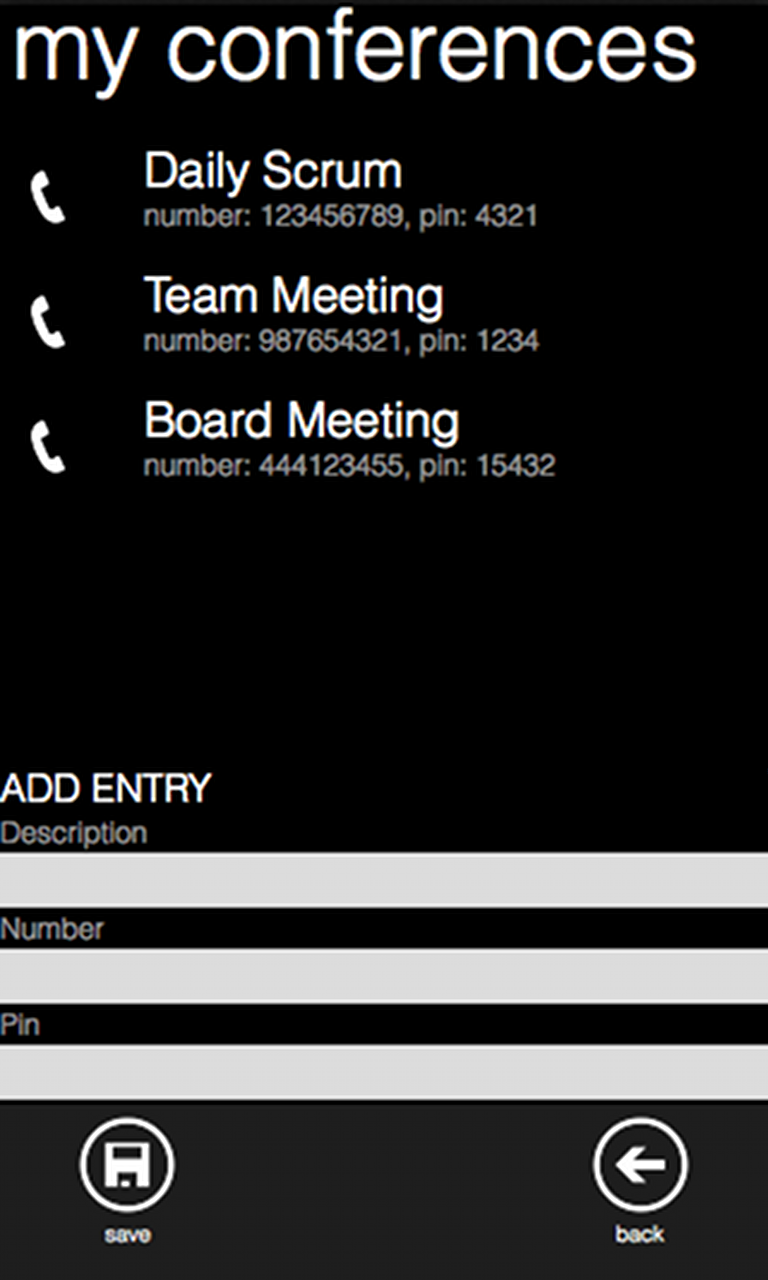 my conferences
Daily Scrum
number: 123456789, pin: 4321
Team Meeting
number: 987654321, pin: 1234
Board Meeting
number: 444123455, pin: 15432
ADD ENTRY
Description
Number
Pin
save
back